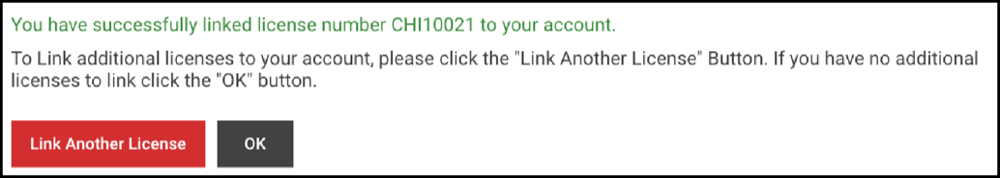 You have successfully linked license number CHI10021 to your account.
To Link additional licenses to your account, please click the "Link Another License" Button. If you have no additional
licenses to link click the "OK" button.
Link Another License
OK